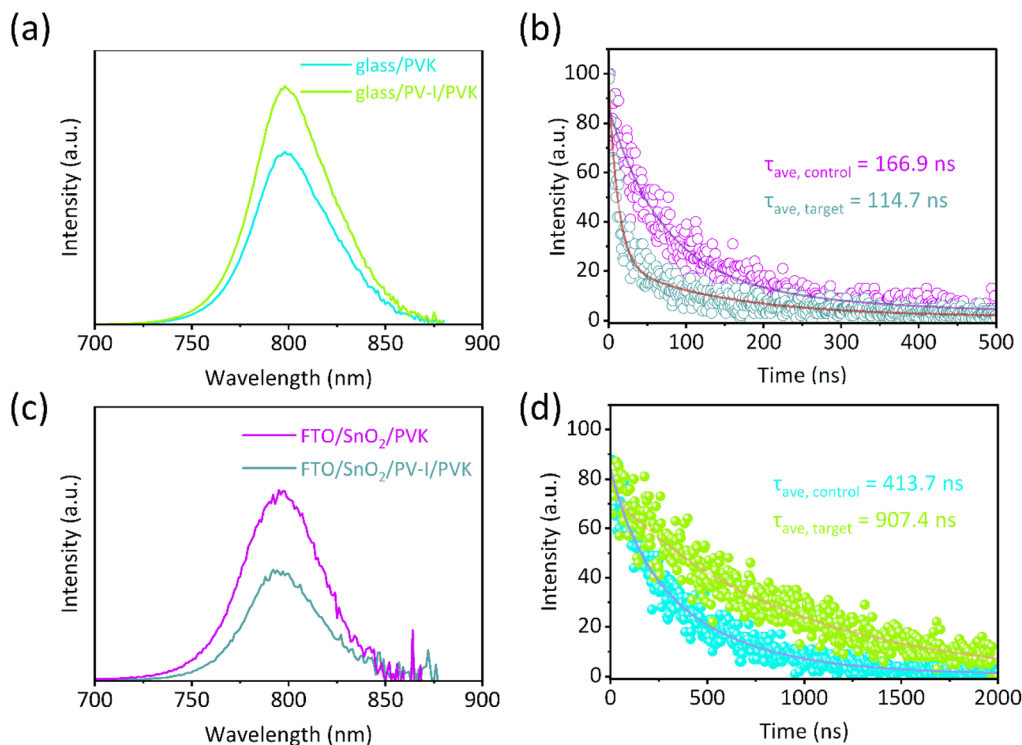 (a)
Intensity (a.u.)
glass/PVK
glass/PV-I/PVK
700 750 800 850 900
Wavelength (nm)
(b)
Intensity (a.u.)
100
80
60
40
20
0
τave, control = 166.9 ns
τave, target = 114.7 ns
0 100 200 300 400 500
Time (ns)
(c)
Intensity (a.u.)
FTO/SnO₂/PVK
FTO/SnO₂/PV-I/PVK
700 750 800 850 900
Wavelength (nm)
(d)
Intensity (a.u.)
100
80
60
40
20
0
τave, control = 413.7 ns
τave, target = 907.4 ns
0 500 1000 1500 2000
Time (ns)